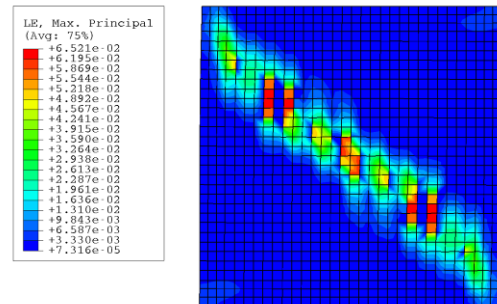 LE, Max. Principal
(Avg: 75%)
+6.521e-02
+6.195e-02
+5.869e-02
+5.544e-02
+5.218e-02
+4.892e-02
+4.567e-02
+4.241e-02
+3.915e-02
+3.590e-02
+3.264e-02
+2.938e-02
+2.613e-02
+2.287e-02
+1.961e-02
+1.636e-02
+1.310e-02
+9.843e-03
+6.587e-03
+3.330e-03
+7.316e-05